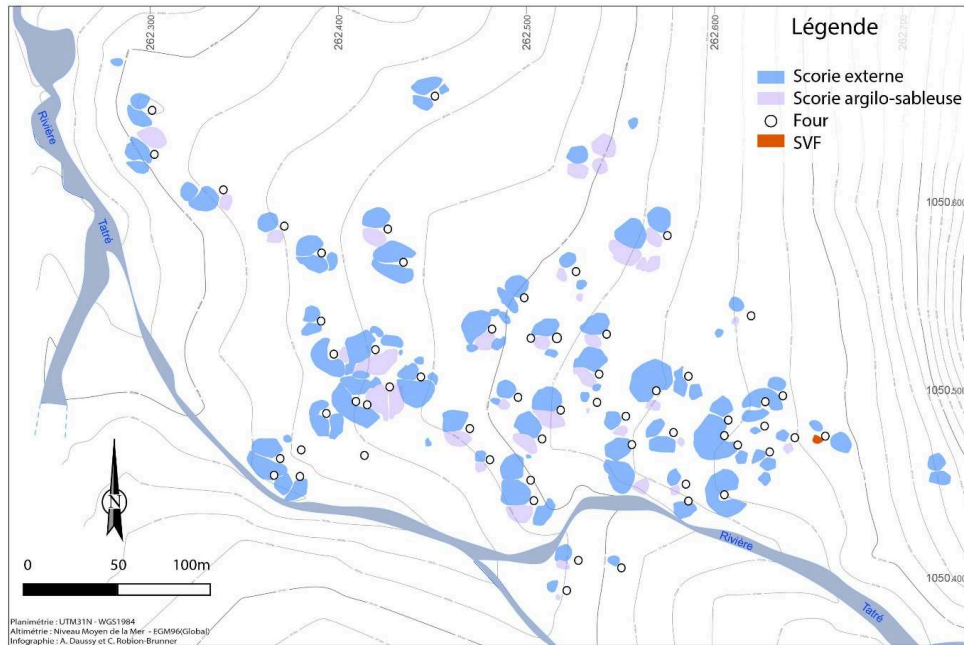 262.300
262.400
262.500
262.600
Légende
Scorie externe
Scorie argilo-sableuse
Four
SVF
Rivière
Tatré
1050.600
1050.500
1050.400
N
0 50 100m
Rivière
Tatré
Planimétrie : UTM31N - WGS1984
Altimétrie : Niveau Moyen de la Mer - EGM96(Global)
Infographie : A. Daussy et C. Robion-Brunner